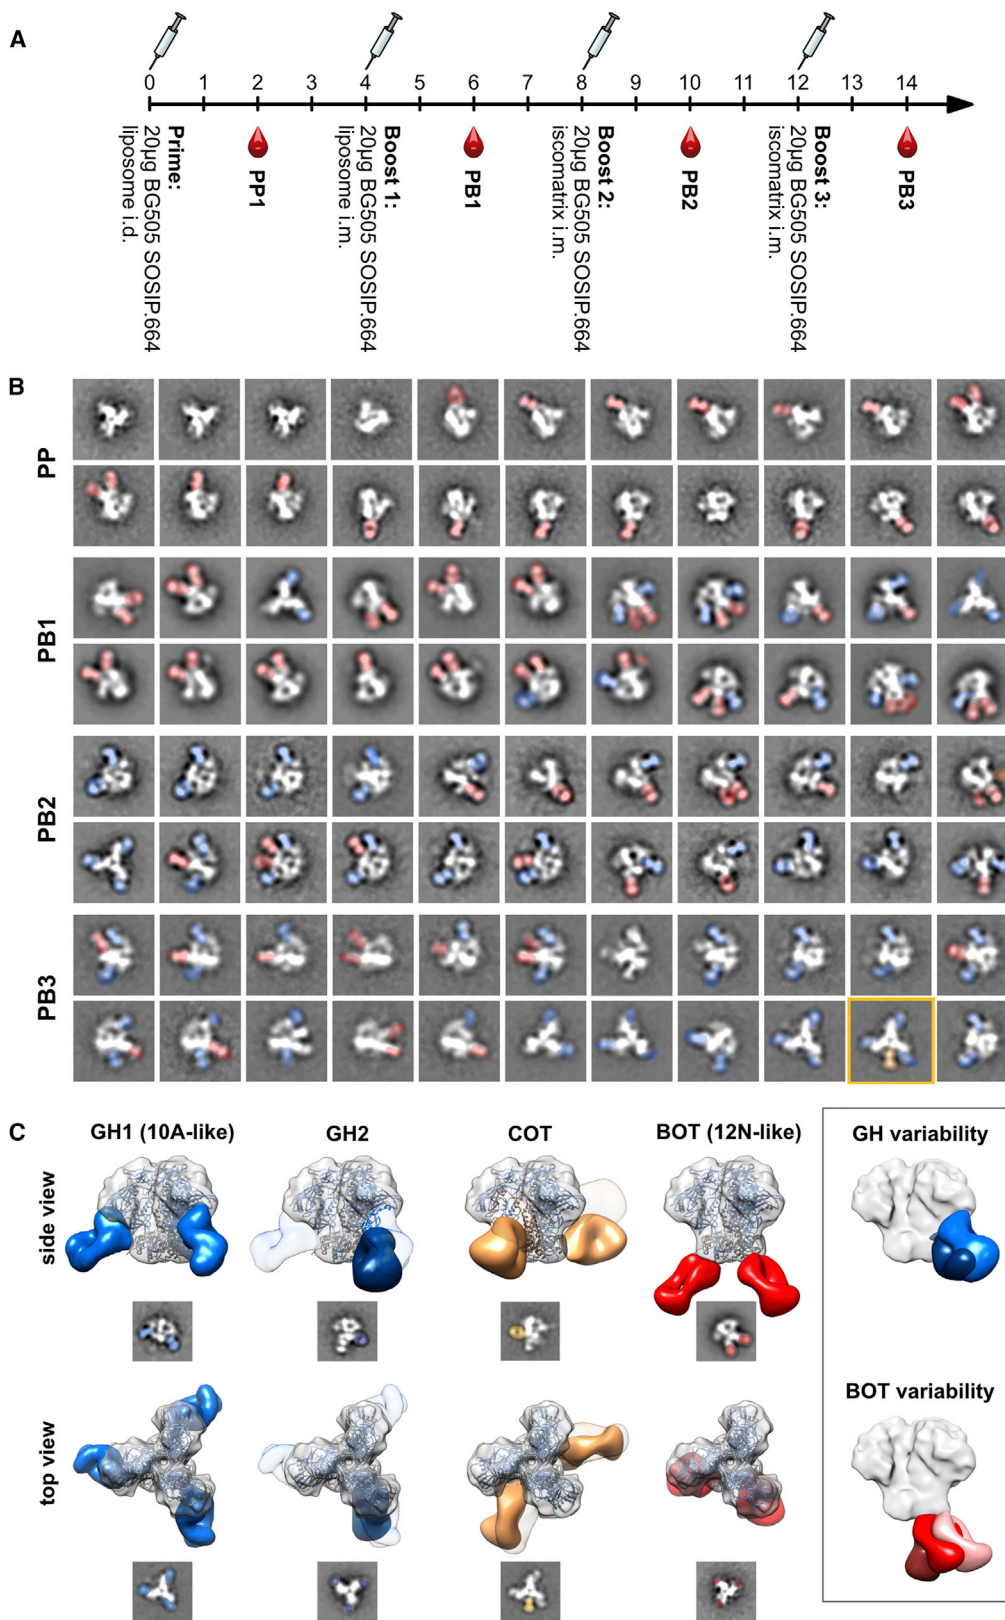 A
0 1 2 3 4 5 6 7 8 9 10 11 12 13 14
Prime:
20µg BG505 SOSIP.664
liposome i.d.
PP1
Boost 1:
20µg BG505 SOSIP.664
liposome i.m.
PB1
Boost 2:
20µg BG505 SOSIP.664
iscomatrix i.m.
PB2
Boost 3:
20µg BG505 SOSIP.664
iscomatrix i.m.
PB3
B
PP
PB1
PB2
PB3
C
GH1 (10A-like)
GH2
COT
BOT (12N-like)
GH variability
side view
BOT variability
top view